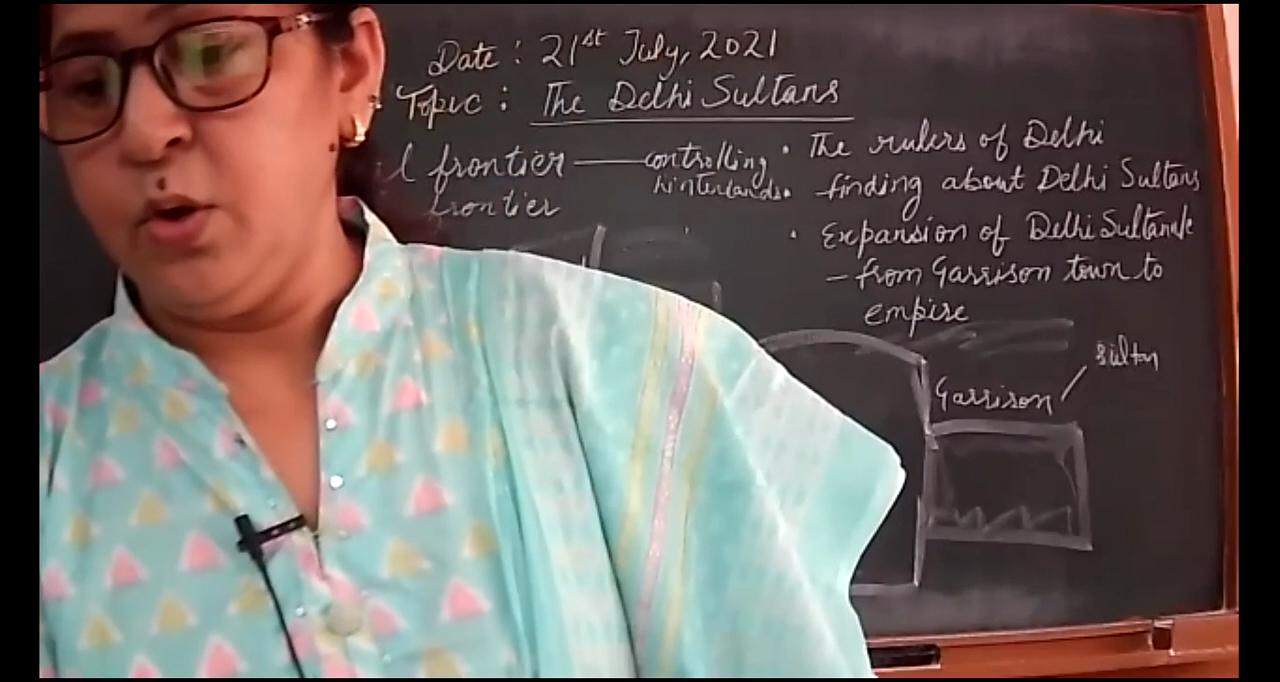 Date : 21st July, 2021
Topic : The Delhi Sultans
l frontier — controlling
hinterlands
frontier
• The rulers of Delhi
• finding about Delhi Sultans
• Expansion of Delhi Sultanate
– from Garrison town to
empire
sultan
Garrison